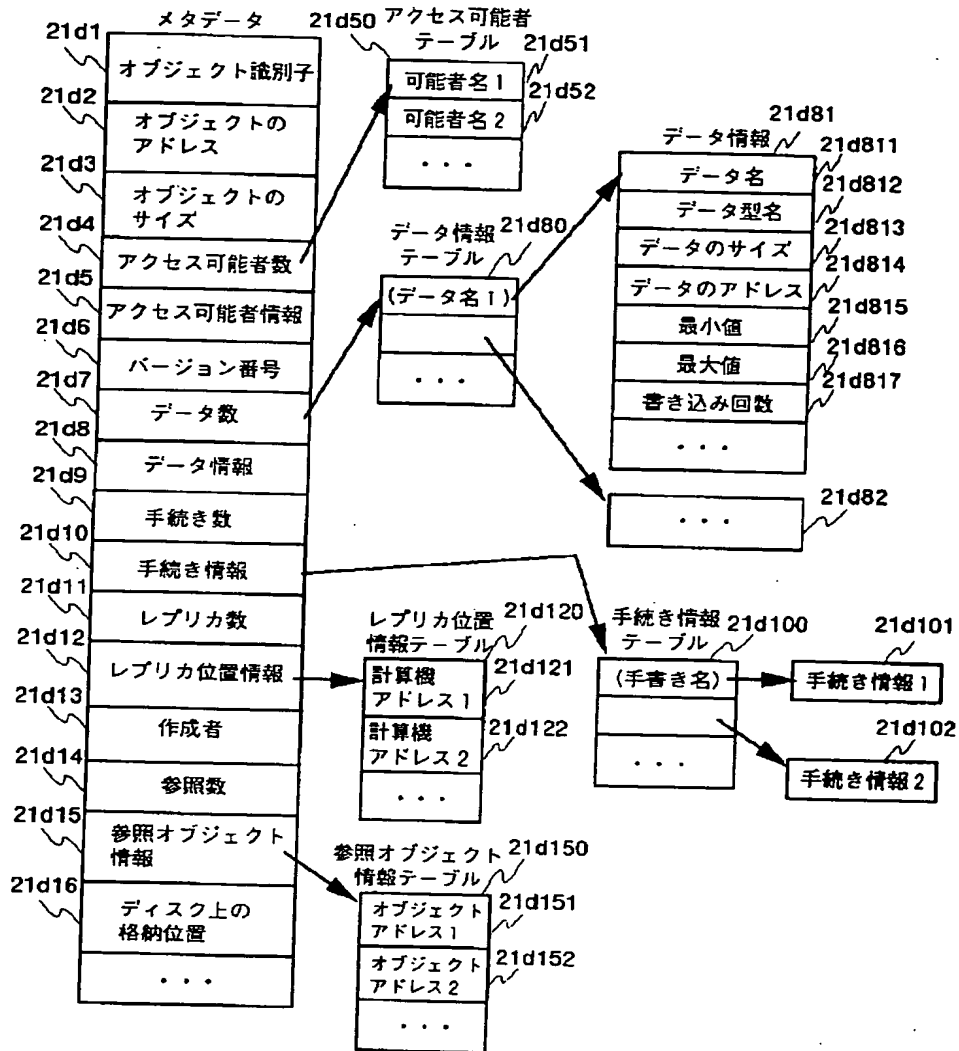 メタデータ
21d1
オブジェクト識別子
21d2
オブジェクトの
アドレス
21d3
オブジェクトの
サイズ
21d4
アクセス可能者数
21d5
アクセス可能者情報
21d6
バージョン番号
21d7
データ数
21d8
データ情報
21d9
手続き数
21d10
手続き情報
21d11
レプリカ数
21d12
レプリカ位置情報
21d13
作成者
21d14
参照数
21d15
参照オブジェクト
情報
21d16
ディスク上の
格納位置
・・・
21d50
アクセス可能者
テーブル
21d51
可能者名1
21d52
可能者名2
・・・
データ情報
テーブル
21d80
(データ名1)
・・・
21d81
データ情報
21d811
データ名
21d812
データ型名
21d813
データのサイズ
21d814
データのアドレス
21d815
最小値
21d816
最大値
21d817
書き込み回数
・・・
21d82
・・・
レプリカ位置
情報テーブル
21d120
計算機
アドレス1
21d121
計算機
アドレス2
21d122
・・・
手続き情報
テーブル
21d100
(手書き名)
・・・
21d101
手続き情報1
21d102
手続き情報2
参照オブジェクト
情報テーブル
21d150
オブジェクト
アドレス1
21d151
オブジェクト
アドレス2
21d152
・・・